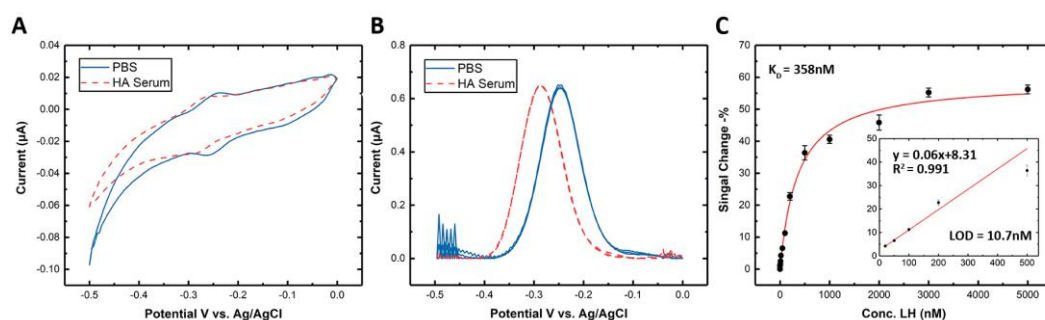 A
0.04
0.02
0.00
-0.02
-0.04
-0.06
-0.08
-0.10
Current (µA)
PBS
HA Serum
-0.5 -0.4 -0.3 -0.2 -0.1 0.0
Potential V vs. Ag/AgCl
B
0.8
0.6
0.4
0.2
0.0
Current (µA)
PBS
HA Serum
-0.5 -0.4 -0.3 -0.2 -0.1 0.0
Potential V vs. Ag/AgCl
C
70
60
50
40
30
20
10
0
Singal Change -%
K_D = 358nM
50
40
30
20
10
0
y = 0.06x+8.31
R² = 0.991
LOD = 10.7nM
0 100 200 300 400 500
0 1000 2000 3000 4000 5000
Conc. LH (nM)